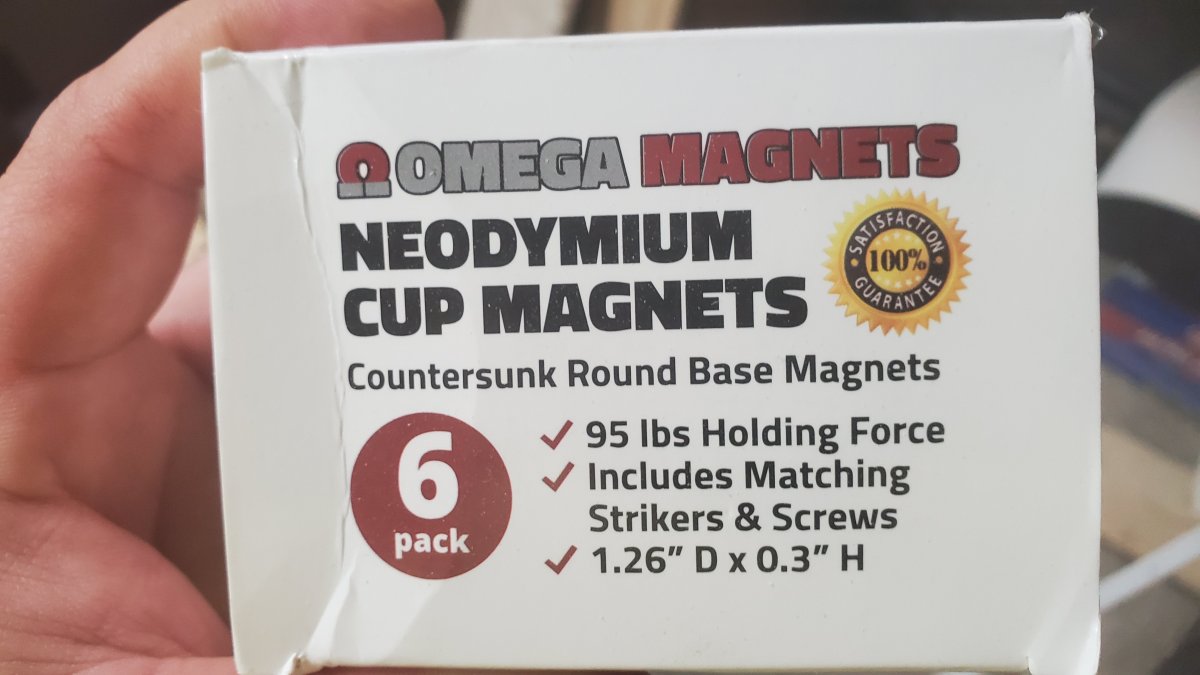 Ω OMEGA MAGNETS
NEODYMIUM
CUP MAGNETS
SATISFACTION
100%
GUARANTEE
Countersunk Round Base Magnets
6
pack
✓ 95 lbs Holding Force
✓ Includes Matching
Strikers & Screws
✓ 1.26” D x 0.3” H